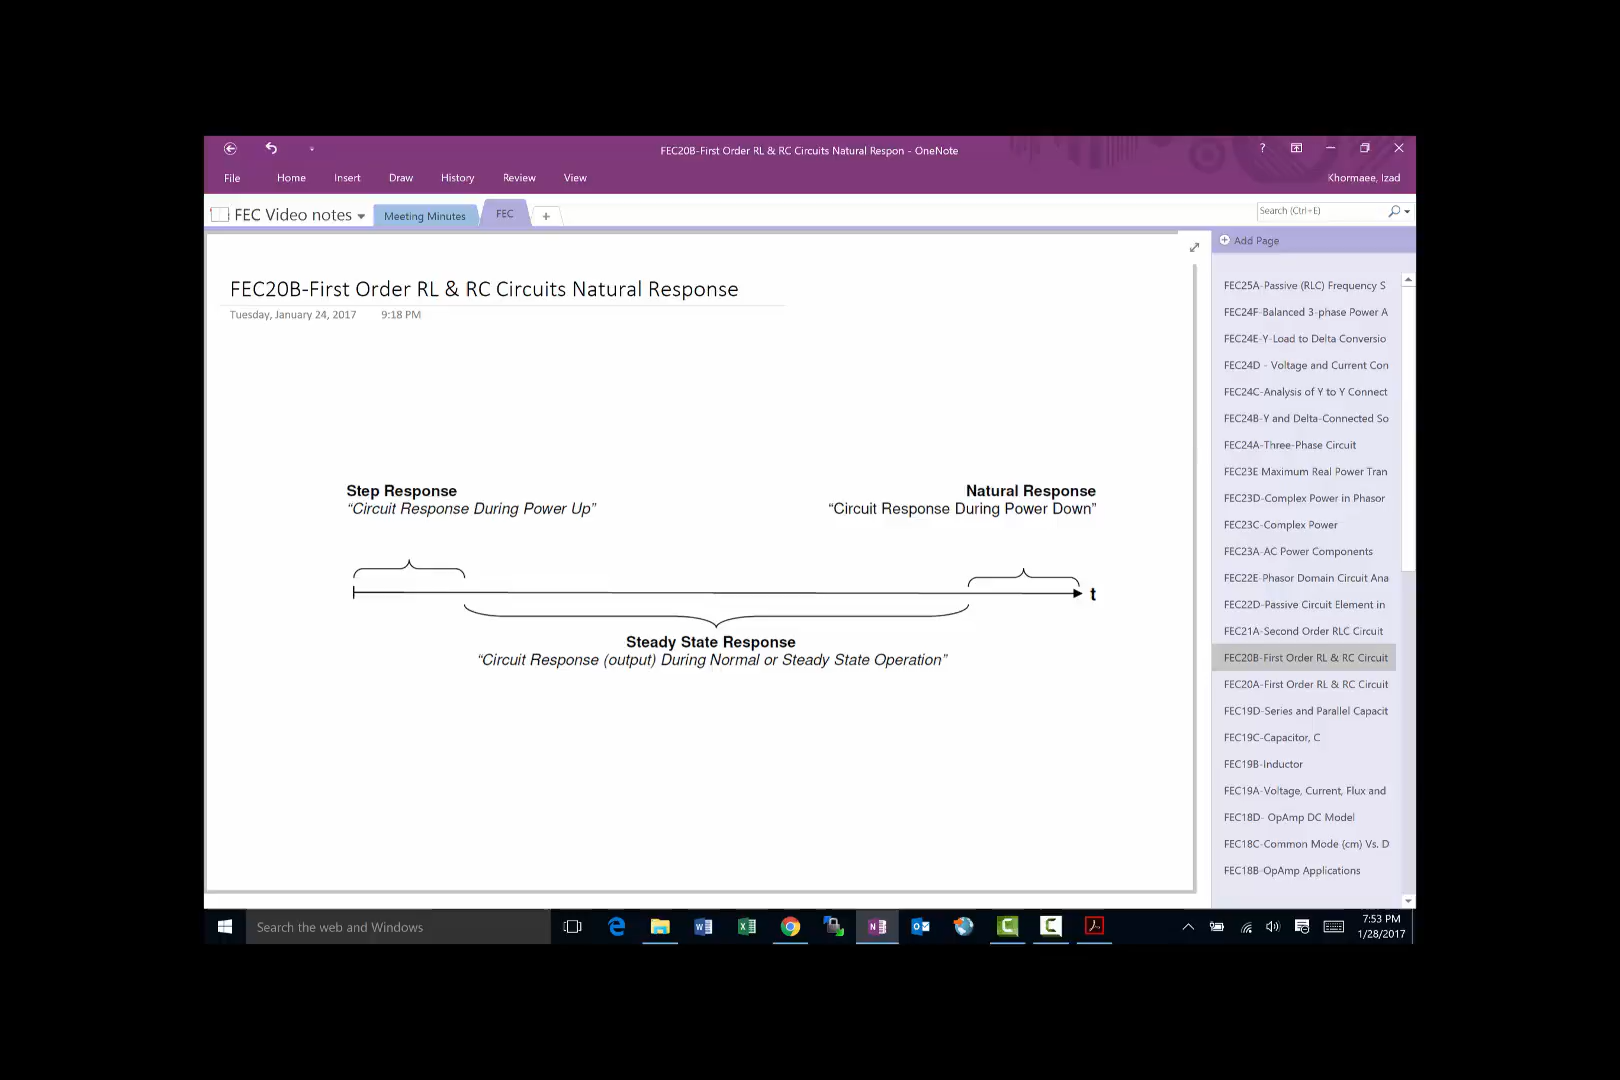 FEC20B-First Order RL & RC Circuits Natural Respon - OneNote
?
File Home Insert Draw History Review View
Khormaee, Izad
FEC Video notes
Meeting Minutes
FEC
+
Search (Ctrl+E)
Add Page
FEC20B-First Order RL & RC Circuits Natural Response
Tuesday, January 24, 2017 9:18 PM
Step Response
“Circuit Response During Power Up”
Natural Response
“Circuit Response During Power Down”
t
Steady State Response
“Circuit Response (output) During Normal or Steady State Operation”
FEC25A-Passive (RLC) Frequency S
FEC24F-Balanced 3-phase Power A
FEC24E-Y-Load to Delta Conversio
FEC24D - Voltage and Current Con
FEC24C-Analysis of Y to Y Connect
FEC24B-Y and Delta-Connected So
FEC24A-Three-Phase Circuit
FEC23E Maximum Real Power Tran
FEC23D-Complex Power in Phasor
FEC23C-Complex Power
FEC23A-AC Power Components
FEC22E-Phasor Domain Circuit Ana
FEC22D-Passive Circuit Element in
FEC21A-Second Order RLC Circuit
FEC20B-First Order RL & RC Circuit
FEC20A-First Order RL & RC Circuit
FEC19D-Series and Parallel Capacit
FEC19C-Capacitor, C
FEC19B-Inductor
FEC19A-Voltage, Current, Flux and
FEC18D- OpAmp DC Model
FEC18C-Common Mode (cm) Vs. D
FEC18B-OpAmp Applications
Search the web and Windows
7:53 PM
1/28/2017